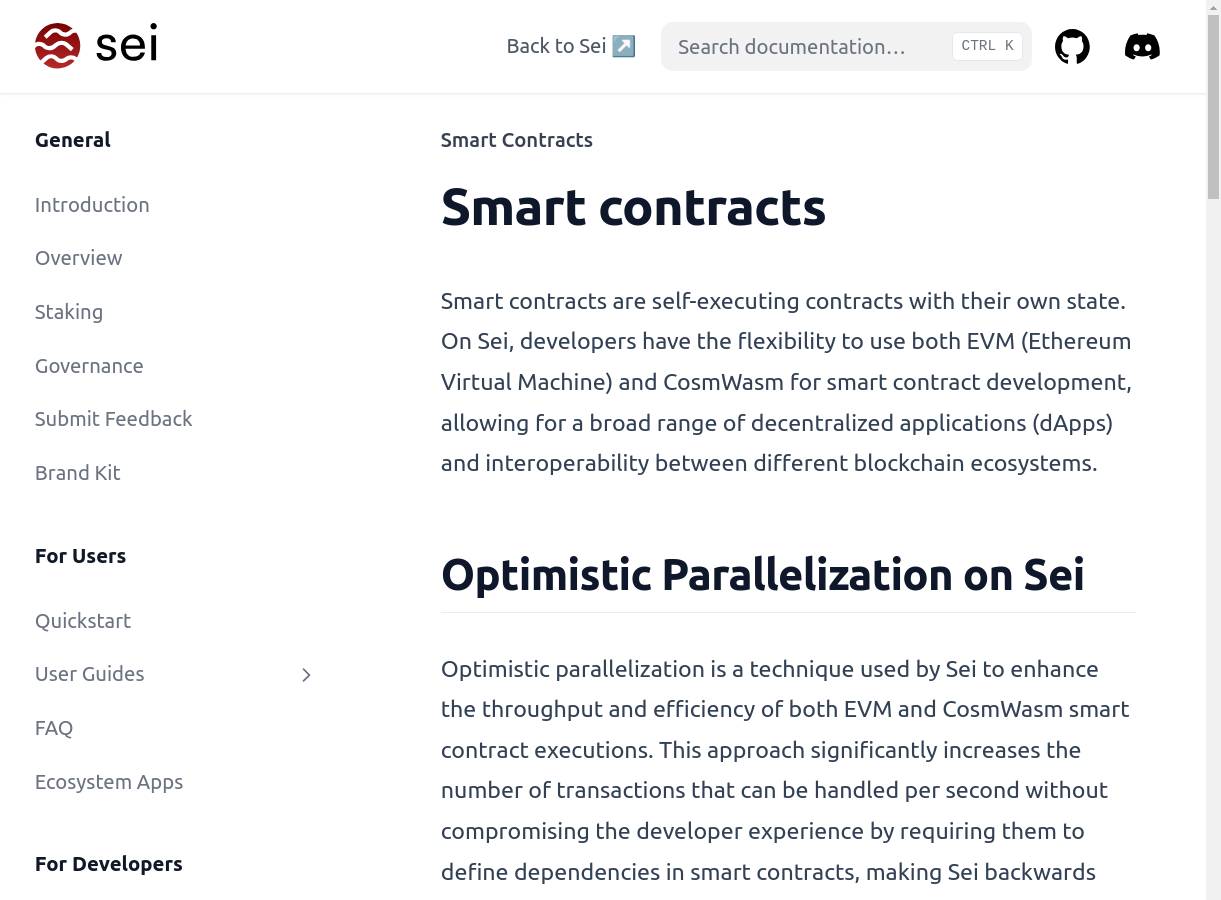 sei
Back to Sei ↗
Search documentation…
CTRL K
General
Introduction
Overview
Staking
Governance
Submit Feedback
Brand Kit
For Users
Quickstart
User Guides
FAQ
Ecosystem Apps
For Developers
Smart Contracts
Smart contracts
Smart contracts are self-executing contracts with their own state.
On Sei, developers have the flexibility to use both EVM (Ethereum
Virtual Machine) and CosmWasm for smart contract development,
allowing for a broad range of decentralized applications (dApps)
and interoperability between different blockchain ecosystems.
Optimistic Parallelization on Sei
Optimistic parallelization is a technique used by Sei to enhance
the throughput and efficiency of both EVM and CosmWasm smart
contract executions. This approach significantly increases the
number of transactions that can be handled per second without
compromising the developer experience by requiring them to
define dependencies in smart contracts, making Sei backwards